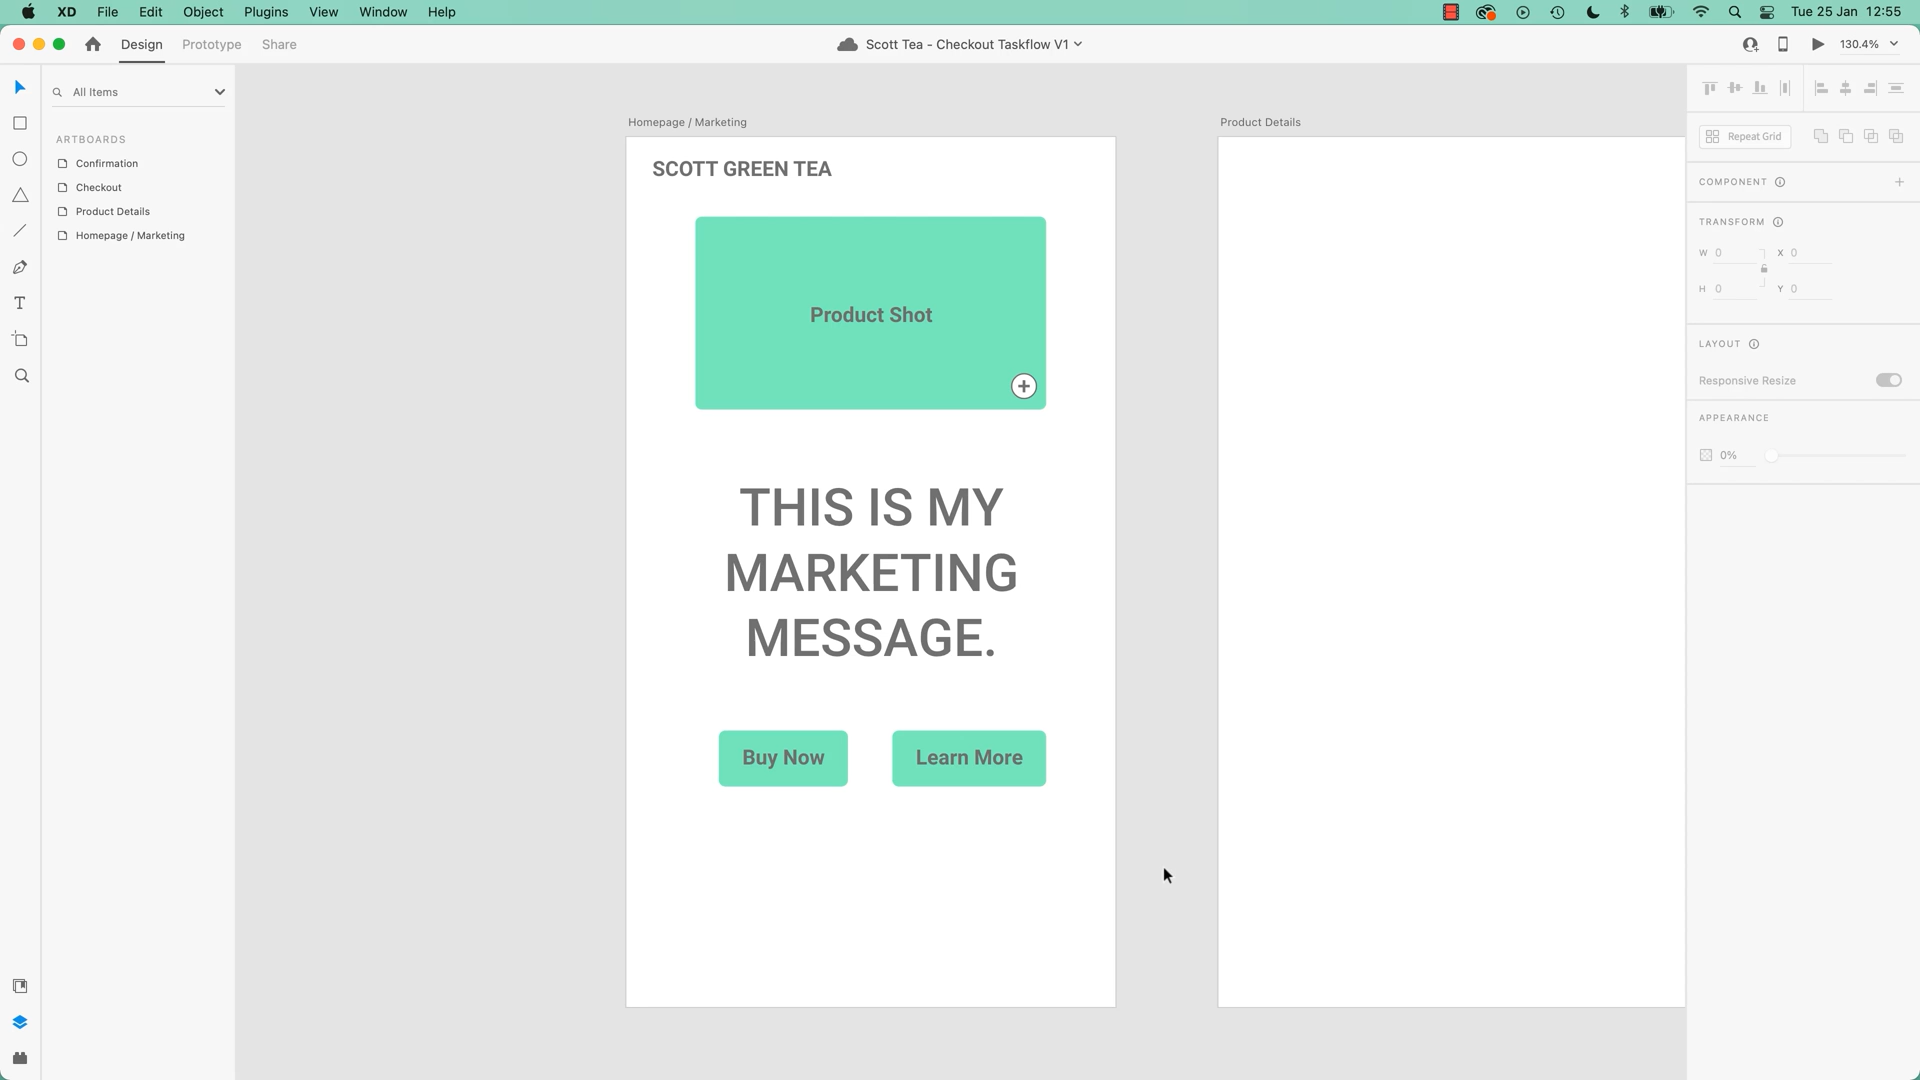 XD File Edit Object Plugins View Window Help Tue 25 Jan 12:55
Design Prototype Share Scott Tea - Checkout Taskflow V1 130.4%
All Items
ARTBOARDS
Confirmation
Checkout
Product Details
Homepage / Marketing
Homepage / Marketing
SCOTT GREEN TEA
Product Shot
THIS IS MY
MARKETING
MESSAGE.
Buy Now Learn More
Product Details
Repeat Grid
COMPONENT
TRANSFORM
W 0 X 0
H 0 Y 0
LAYOUT
Responsive Resize
APPEARANCE
0%